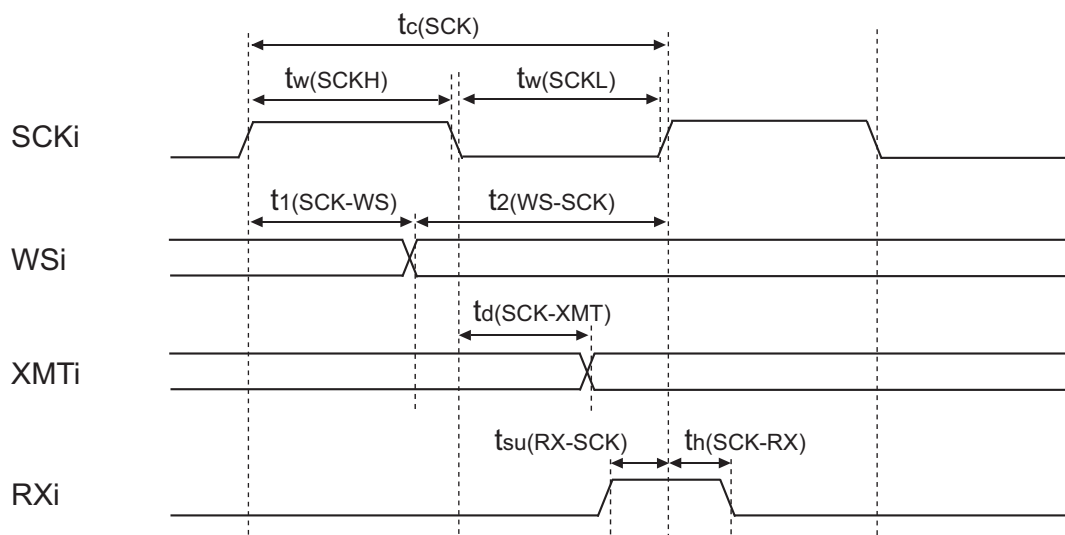 tc(SCK)
tw(SCKH)
tw(SCKL)
SCKi
t1(SCK-WS)
t2(WS-SCK)
WSi
td(SCK-XMT)
XMTi
tsu(RX-SCK)
th(SCK-RX)
RXi